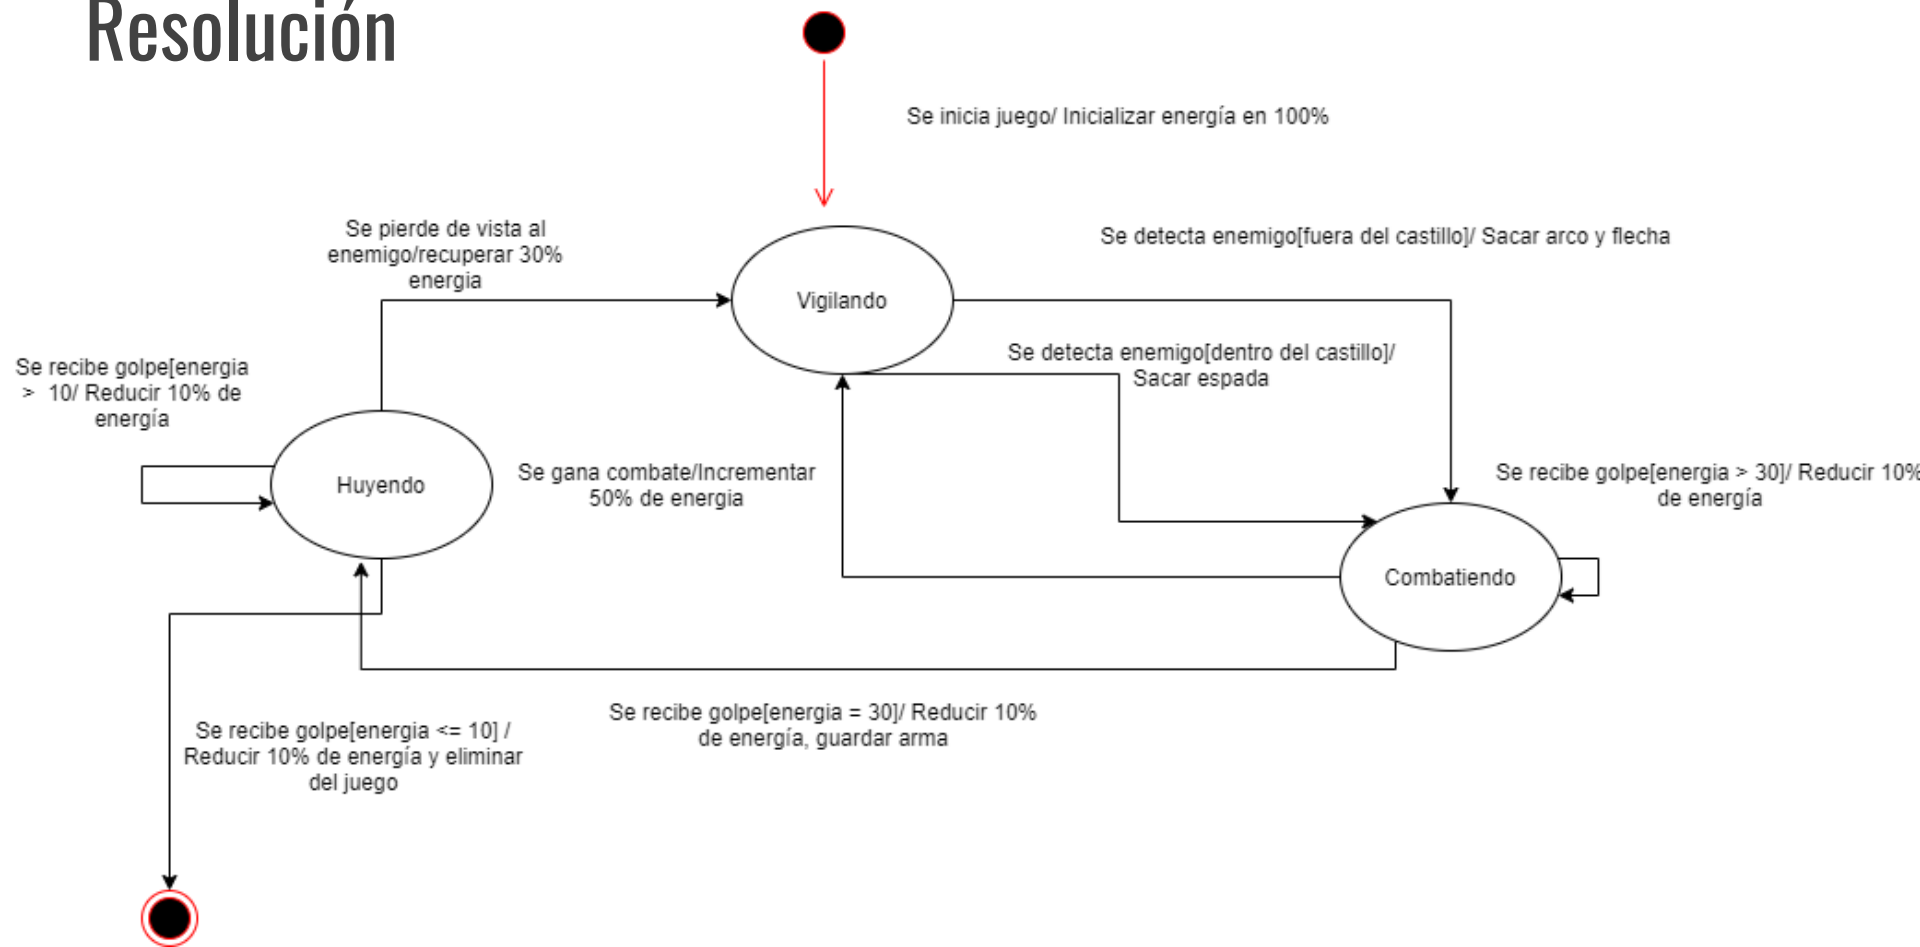 Resolución
Se inicia juego/ Inicializar energía en 100%
Se pierde de vista al
enemigo/recuperar 30%
energia
Se detecta enemigo[fuera del castillo]/ Sacar arco y flecha
Vigilando
Se detecta enemigo[dentro del castillo]/
Sacar espada
Se recibe golpe[energia
> 10/ Reducir 10% de
energía
Huyendo
Se gana combate/Incrementar
50% de energia
Se recibe golpe[energia > 30]/ Reducir 10%
de energía
Combatiendo
Se recibe golpe[energia <= 10] /
Reducir 10% de energía y eliminar
del juego
Se recibe golpe[energia = 30]/ Reducir 10%
de energía, guardar arma